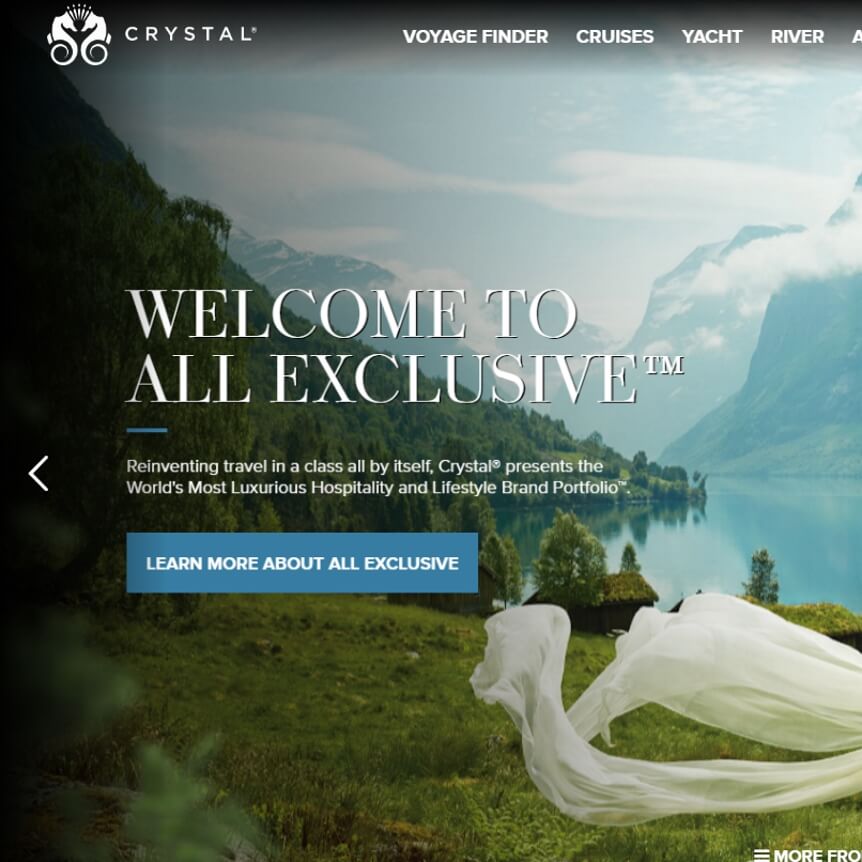 CRYSTAL®
VOYAGE FINDER CRUISES YACHT RIVER A
WELCOME TO
ALL EXCLUSIVE™
Reinventing travel in a class all by itself, Crystal® presents the
World's Most Luxurious Hospitality and Lifestyle Brand Portfolio™.
LEARN MORE ABOUT ALL EXCLUSIVE
MORE FRO